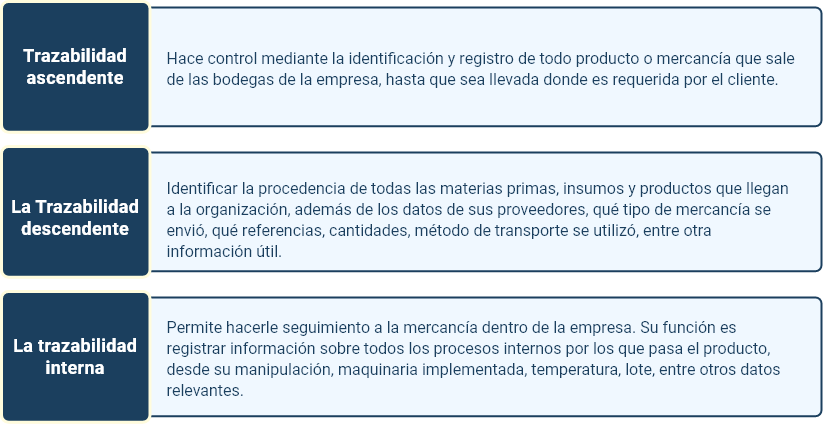 Trazabilidad
ascendente
Hace control mediante la identificación y registro de todo producto o mercancía que sale
de las bodegas de la empresa, hasta que sea llevada donde es requerida por el cliente.
La Trazabilidad
descendente
Identificar la procedencia de todas las materias primas, insumos y productos que llegan
a la organización, además de los datos de sus proveedores, qué tipo de mercancía se
envió, qué referencias, cantidades, método de transporte se utilizó, entre otra
información útil.
La trazabilidad
interna
Permite hacerle seguimiento a la mercancía dentro de la empresa. Su función es
registrar información sobre todos los procesos internos por los que pasa el producto,
desde su manipulación, maquinaria implementada, temperatura, lote, entre otros datos
relevantes.